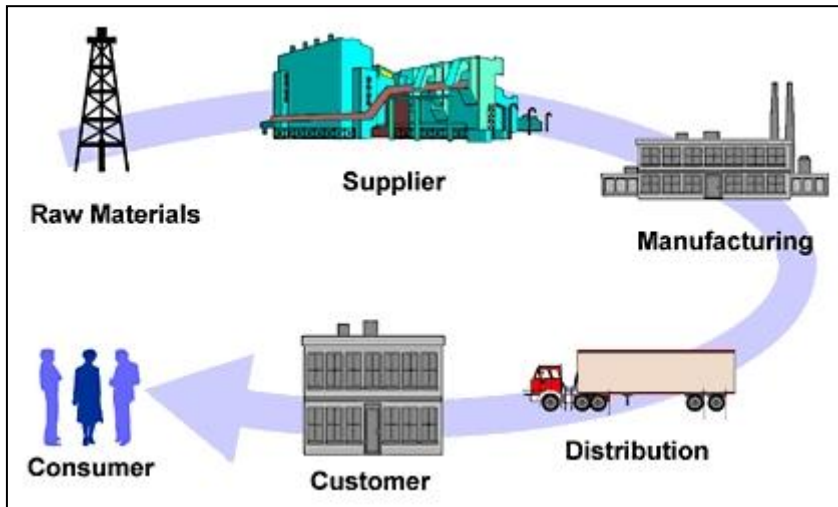 Raw Materials
Supplier
Manufacturing
Distribution
Customer
Consumer